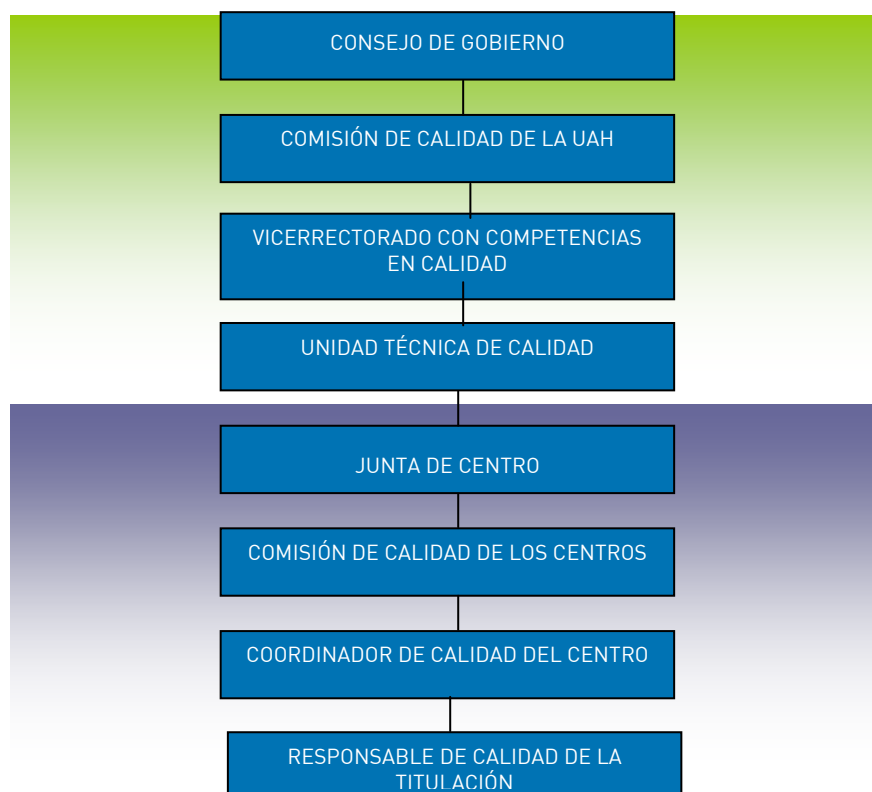 CONSEJO DE GOBIERNO
COMISIÓN DE CALIDAD DE LA UAH
VICERRECTORADO CON COMPETENCIAS
EN CALIDAD
UNIDAD TÉCNICA DE CALIDAD
JUNTA DE CENTRO
COMISIÓN DE CALIDAD DE LOS CENTROS
COORDINADOR DE CALIDAD DEL CENTRO
RESPONSABLE DE CALIDAD DE LA
TITULACIÓN